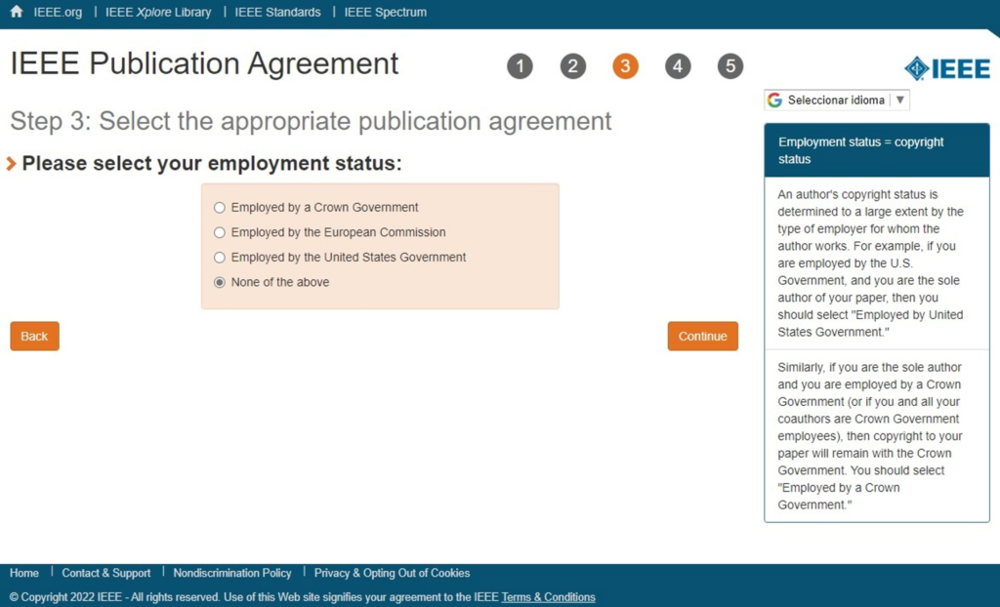 IEEE.org | IEEE Xplore Library | IEEE Standards | IEEE Spectrum
IEEE Publication Agreement
1 2 3 4 5
IEEE
Seleccionar idioma ▼
Step 3: Select the appropriate publication agreement
Please select your employment status:
Employed by a Crown Government
Employed by the European Commission
Employed by the United States Government
None of the above
Back
Continue
Employment status = copyright
status
An author's copyright status is
determined to a large extent by the
type of employer for whom the
author works. For example, if you
are employed by the U.S.
Government, and you are the sole
author of your paper, then you
should select "Employed by United
States Government."
Similarly, if you are the sole author
and you are employed by a Crown
Government (or if you and all your
coauthors are Crown Government
employees), then copyright to your
paper will remain with the Crown
Government. You should select
"Employed by a Crown
Government."
Home | Contact & Support | Nondiscrimination Policy | Privacy & Opting Out of Cookies
© Copyright 2022 IEEE - All rights reserved. Use of this Web site signifies your agreement to the IEEE Terms & Conditions